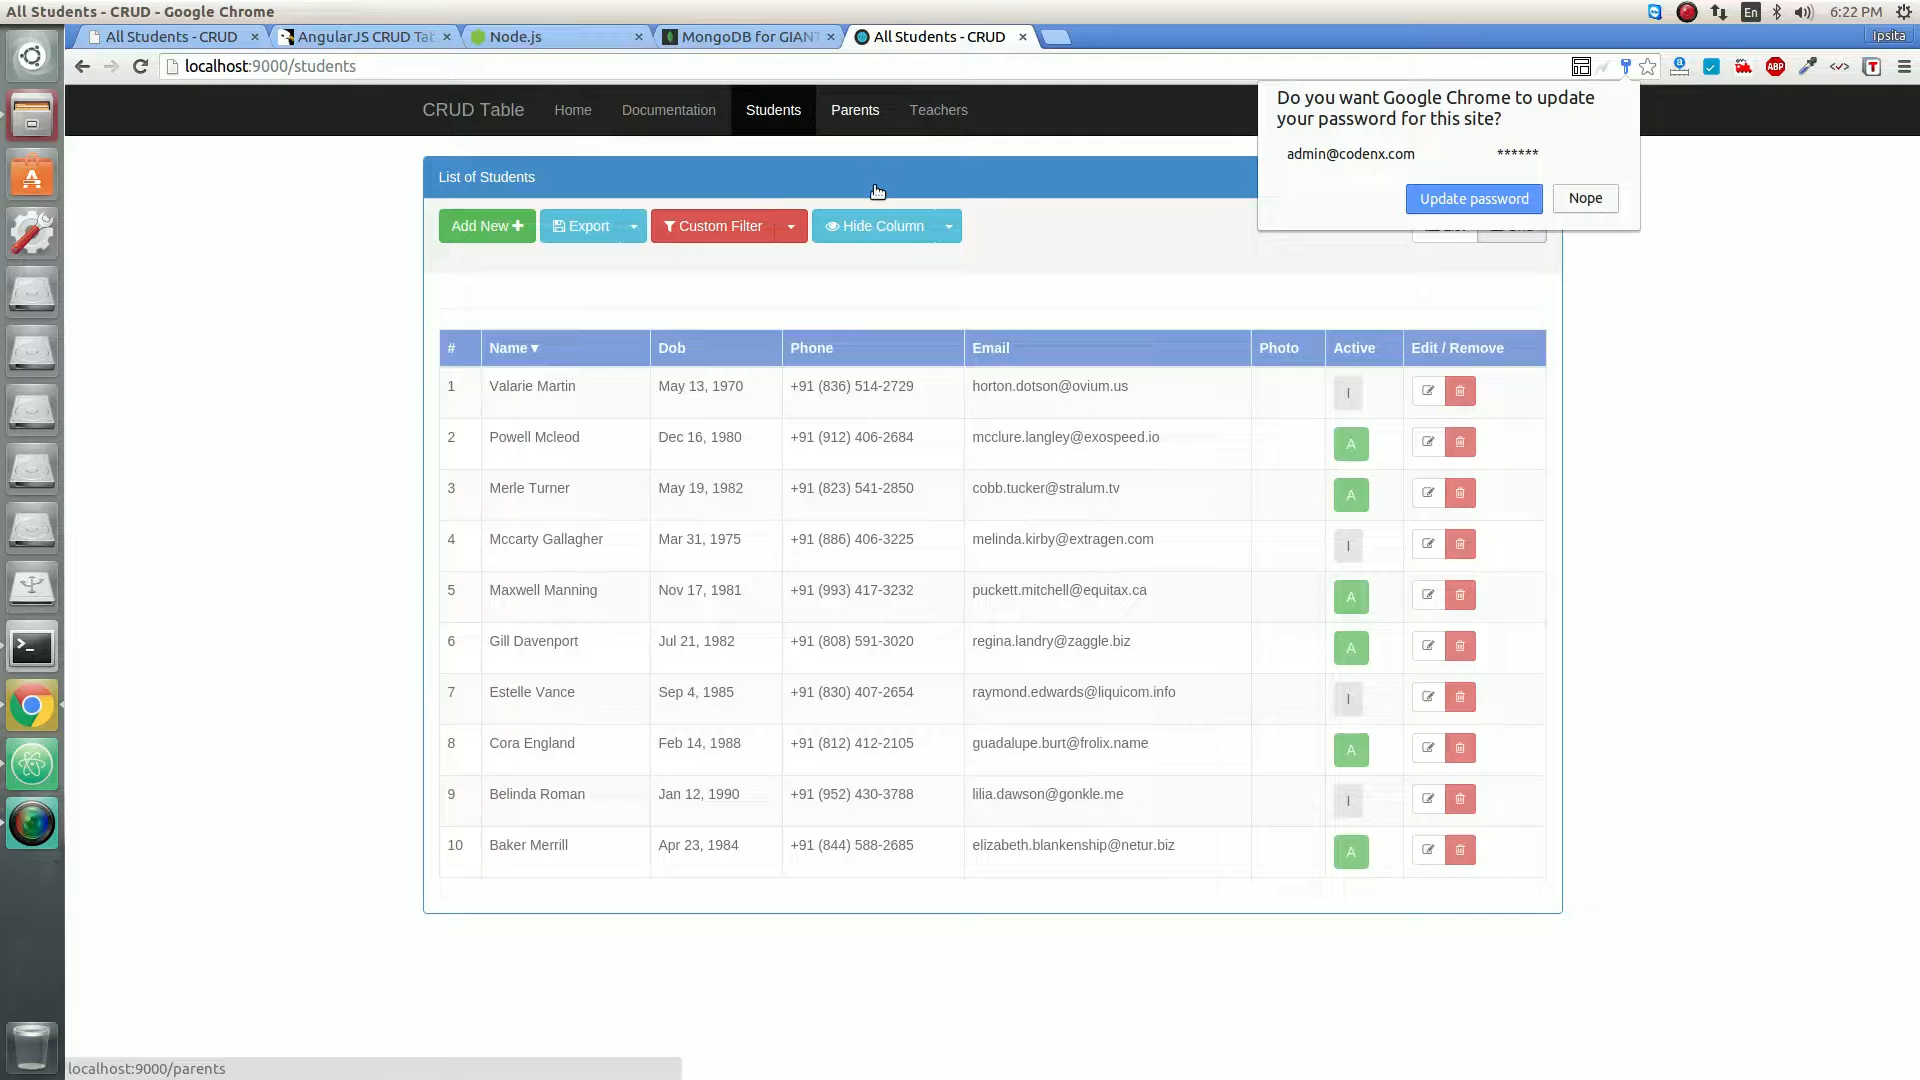 All Students - CRUD - Google Chrome
En
6:22 PM
All Students - CRUD
AngularJS CRUD Tab
Node.js
MongoDB for GIANT
All Students - CRUD
Ipsita
localhost:9000/students
ABP
T
CRUD Table
Home
Documentation
Students
Parents
Teachers
Do you want Google Chrome to update
your password for this site?
admin@codenx.com ******
Update password
Nope
List of Students
Add New
Export
Custom Filter
Hide Column
# Name Dob Phone Email Photo Active Edit / Remove
1 Valarie Martin May 13, 1970 +91 (836) 514-2729 horton.dotson@ovium.us I
2 Powell Mcleod Dec 16, 1980 +91 (912) 406-2684 mcclure.langley@exospeed.io A
3 Merle Turner May 19, 1982 +91 (823) 541-2850 cobb.tucker@stralum.tv A
4 Mccarty Gallagher Mar 31, 1975 +91 (886) 406-3225 melinda.kirby@extragen.com I
5 Maxwell Manning Nov 17, 1981 +91 (993) 417-3232 puckett.mitchell@equitax.ca A
6 Gill Davenport Jul 21, 1982 +91 (808) 591-3020 regina.landry@zaggle.biz A
7 Estelle Vance Sep 4, 1985 +91 (830) 407-2654 raymond.edwards@liquicom.info I
8 Cora England Feb 14, 1988 +91 (812) 412-2105 guadalupe.burt@frolix.name A
9 Belinda Roman Jan 12, 1990 +91 (952) 430-3788 lilia.dawson@gonkle.me I
10 Baker Merrill Apr 23, 1984 +91 (844) 588-2685 elizabeth.blankenship@netur.biz A
localhost:9000/parents